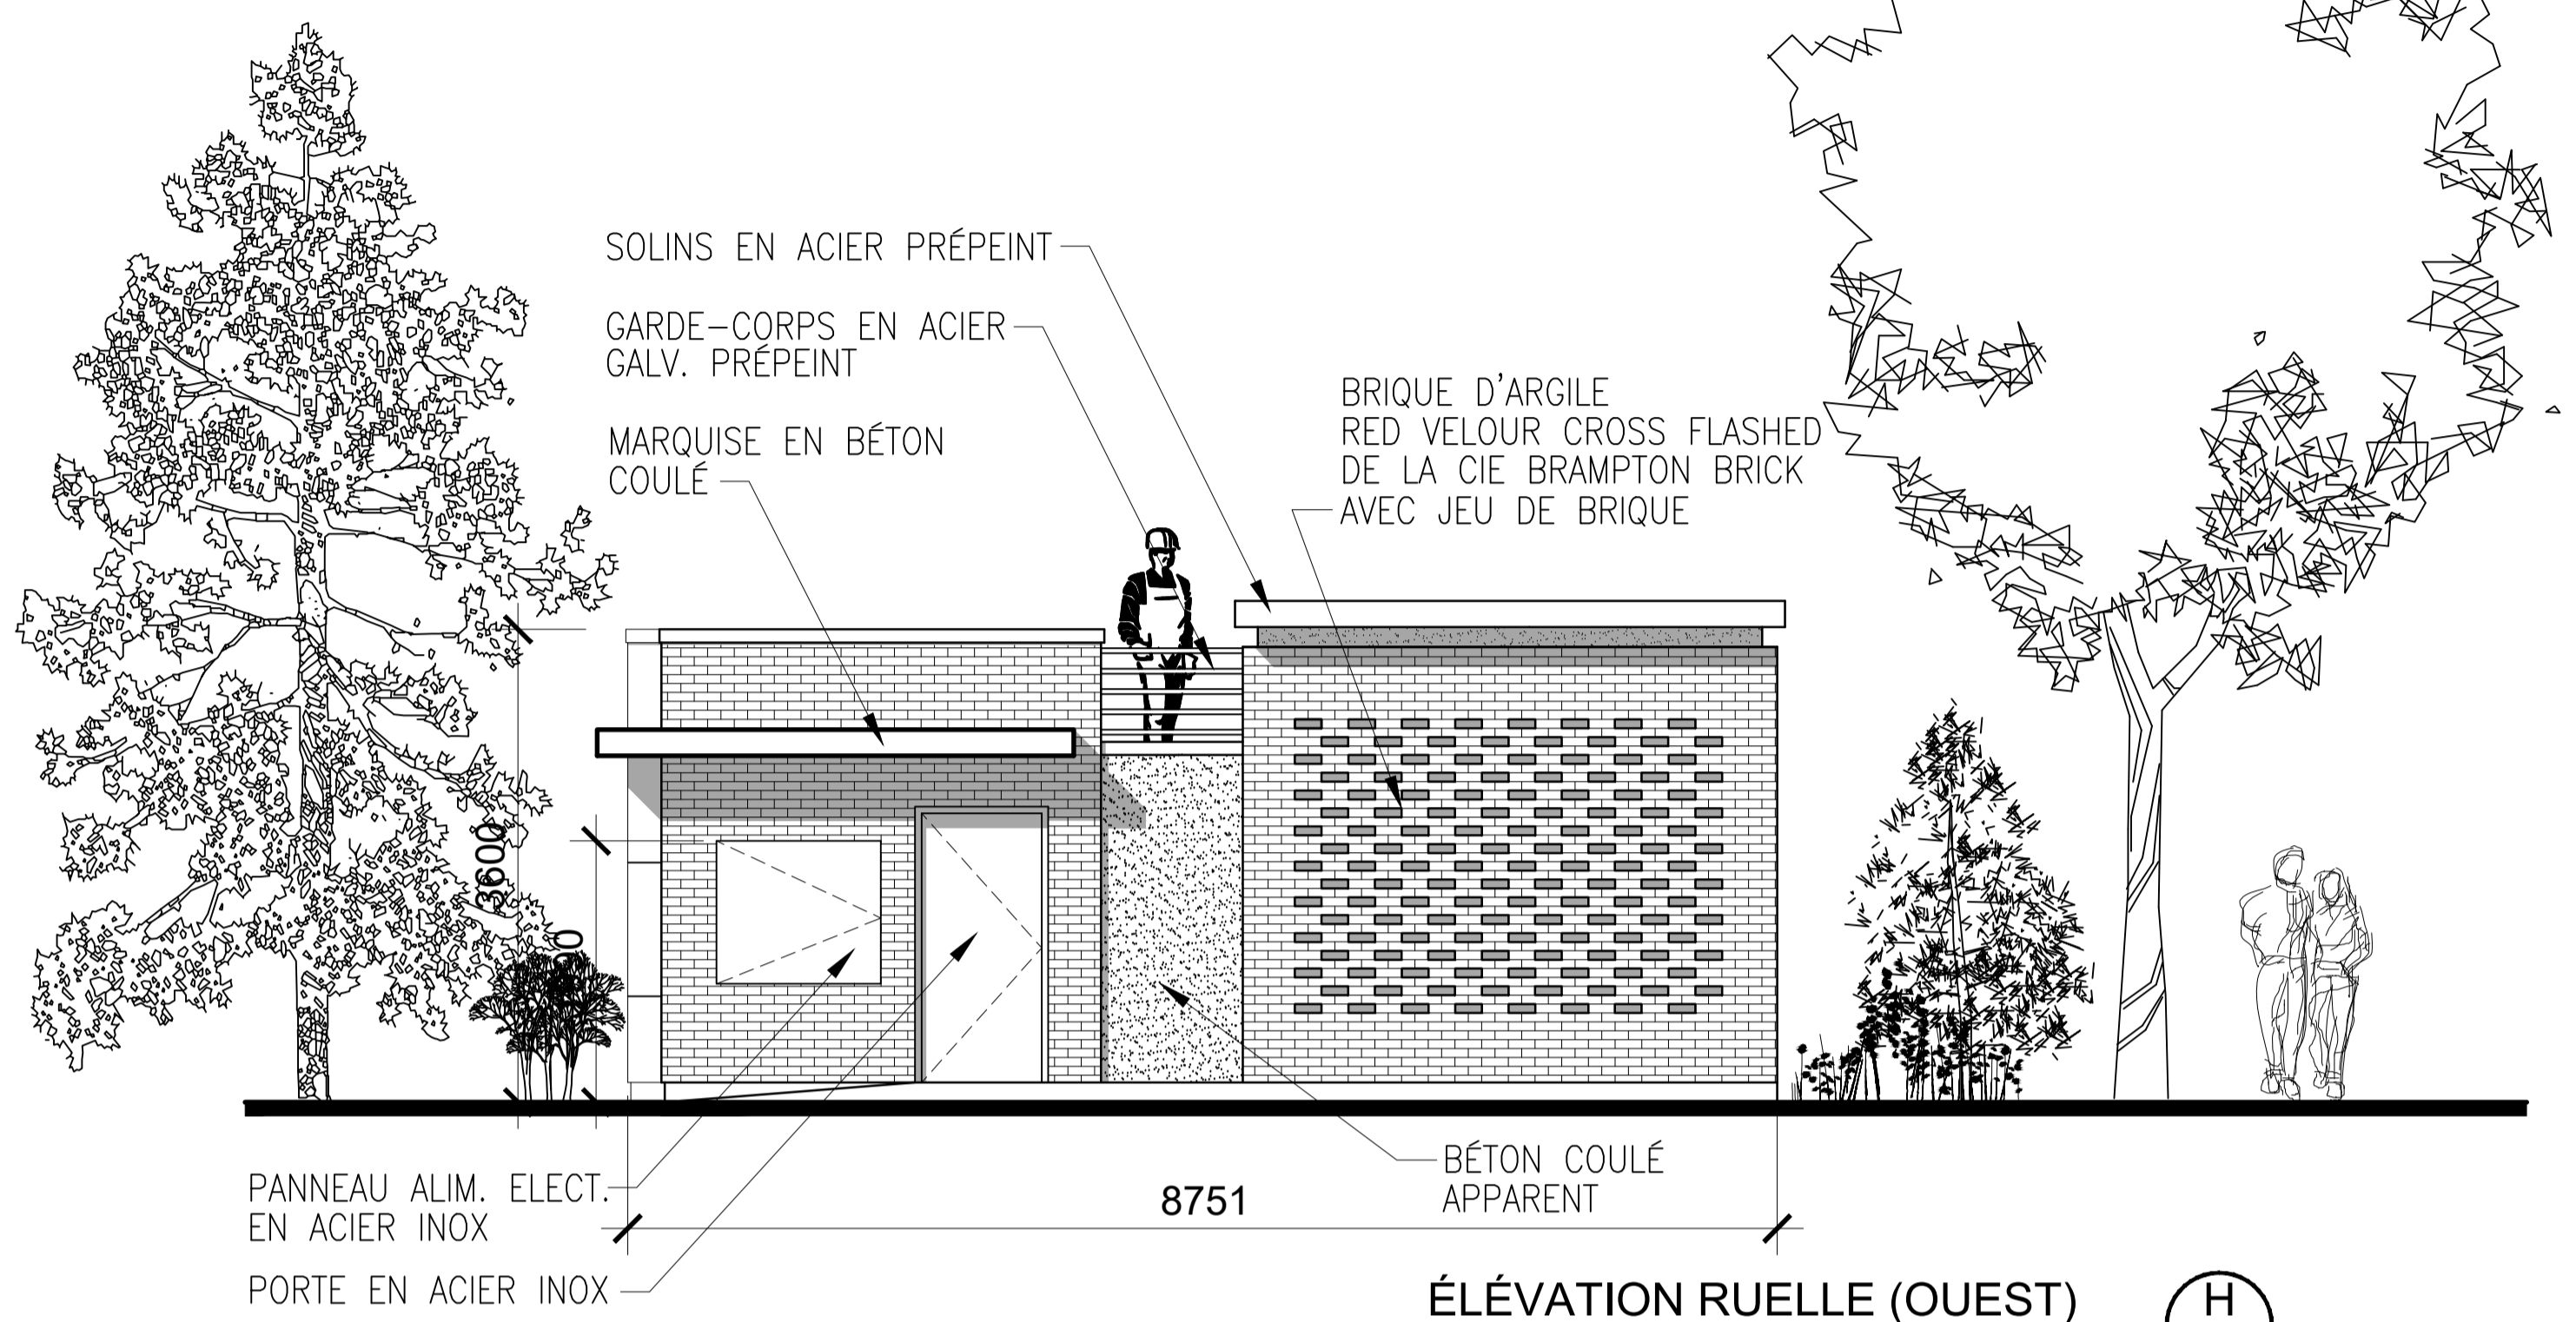 SOLINS EN ACIER PRÉPEINT
GARDE-CORPS EN ACIER
GALV. PRÉPEINT
MARQUISE EN BÉTON
COULÉ
BRIQUE D'ARGILE
RED VELOUR CROSS FLASHED
DE LA CIE BRAMPTON BRICK
AVEC JEU DE BRIQUE
3600
PANNEAU ALIM. ELECT.
EN ACIER INOX
PORTE EN ACIER INOX
8751
BÉTON COULÉ
APPARENT
ÉLÉVATION RUELLE (OUEST)
H